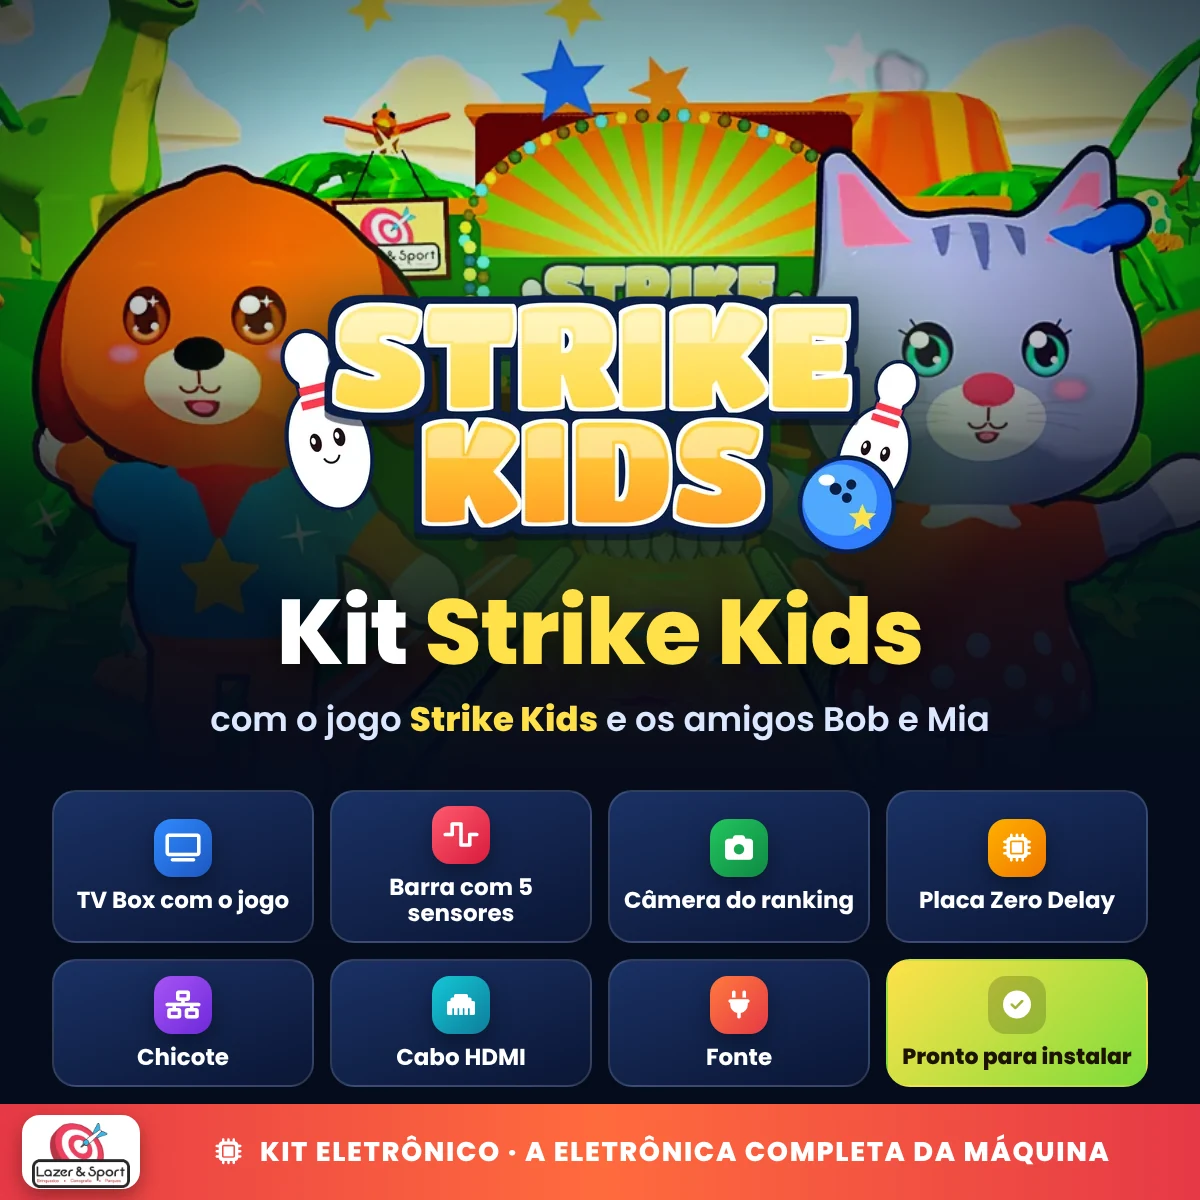 & Sport
STRIKE
STRIKE
KIDS
Kit Strike Kids
com o jogo Strike Kids e os amigos Bob e Mia
TV Box com o jogo
Barra com 5
sensores
Câmera do ranking
Placa Zero Delay
Chicote
Cabo HDMI
Fonte
Pronto para instalar
Lazer & Sport
KIT ELETRÔNICO · A ELETRÔNICA COMPLETA DA MÁQUINA